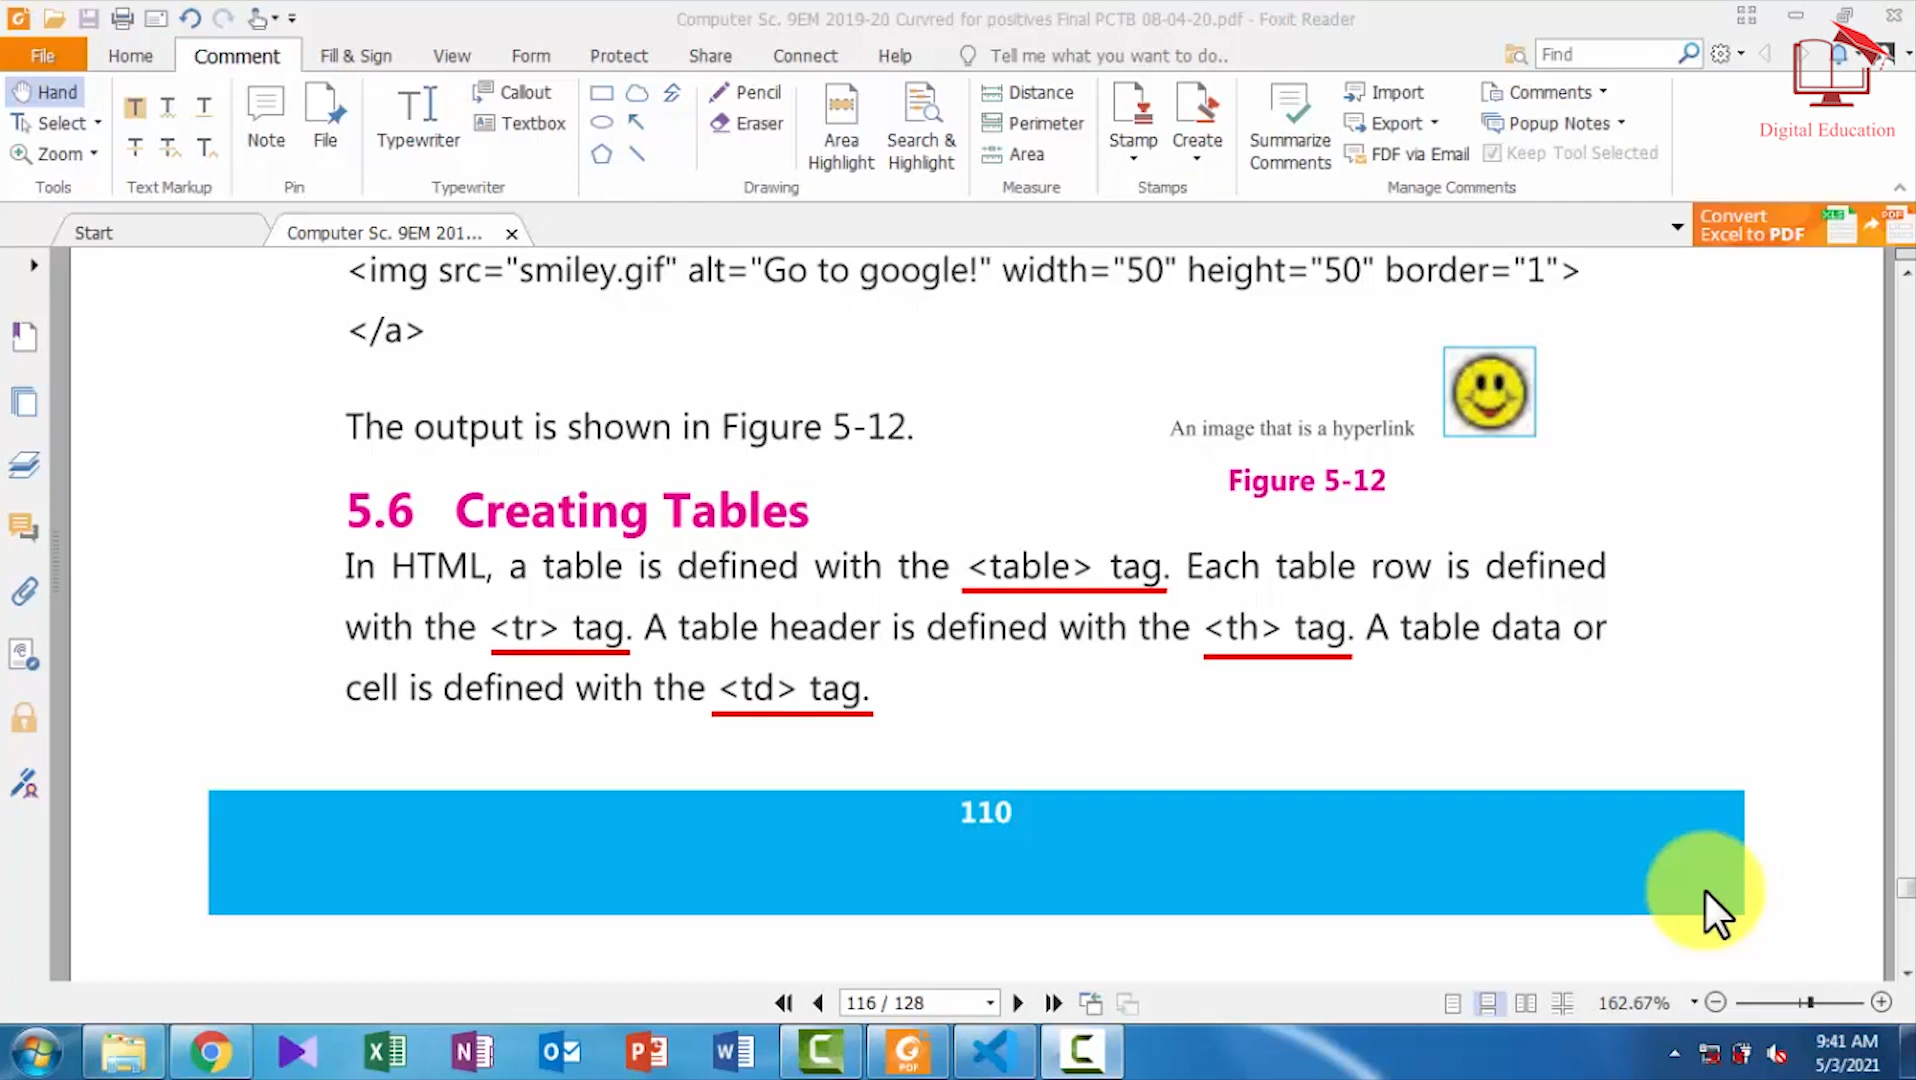 Computer Sc. 9EM 2019-20 Curvred for positives Final PCTB 08-04-20.pdf - Foxit Reader
File Home Comment Fill & Sign View Form Protect Share Connect Help Tell me what you want to do.. Find
Hand
Select
Zoom
Tools
Text Markup
Note
File
Pin
Typewriter
Callout
Textbox
Typewriter
Pencil
Eraser
Area
Highlight
Search &
Highlight
Drawing
Distance
Perimeter
Area
Measure
Stamp
Create
Stamps
Summarize
Comments
Import
Export
FDF via Email
Comments
Popup Notes
Keep Tool Selected
Manage Comments
Digital Education
Start
Computer Sc. 9EM 201...
Convert
Excel to PDF
XLS
PDF
<img src="smiley.gif" alt="Go to google!" width="50" height="50" border="1">
</a>
The output is shown in Figure 5-12.
An image that is a hyperlink
Figure 5-12
5.6 Creating Tables
In HTML, a table is defined with the <table> tag. Each table row is defined
with the <tr> tag. A table header is defined with the <th> tag. A table data or
cell is defined with the <td> tag.
110
116 / 128
162.67%
9:41 AM
5/3/2021